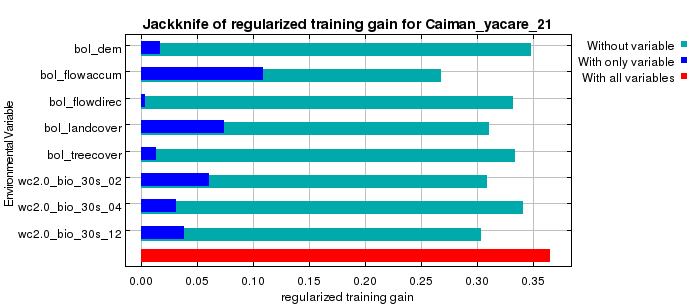 Jackknife of regularized training gain for Caiman_yacare_21
Without variable
With only variable
With all variables
Environmental Variable
bol_dem
bol_flowaccum
bol_flowdirec
bol_landcover
bol_treecover
wc2.0_bio_30s_02
wc2.0_bio_30s_04
wc2.0_bio_30s_12
0.00 0.05 0.10 0.15 0.20 0.25 0.30 0.35
regularized training gain